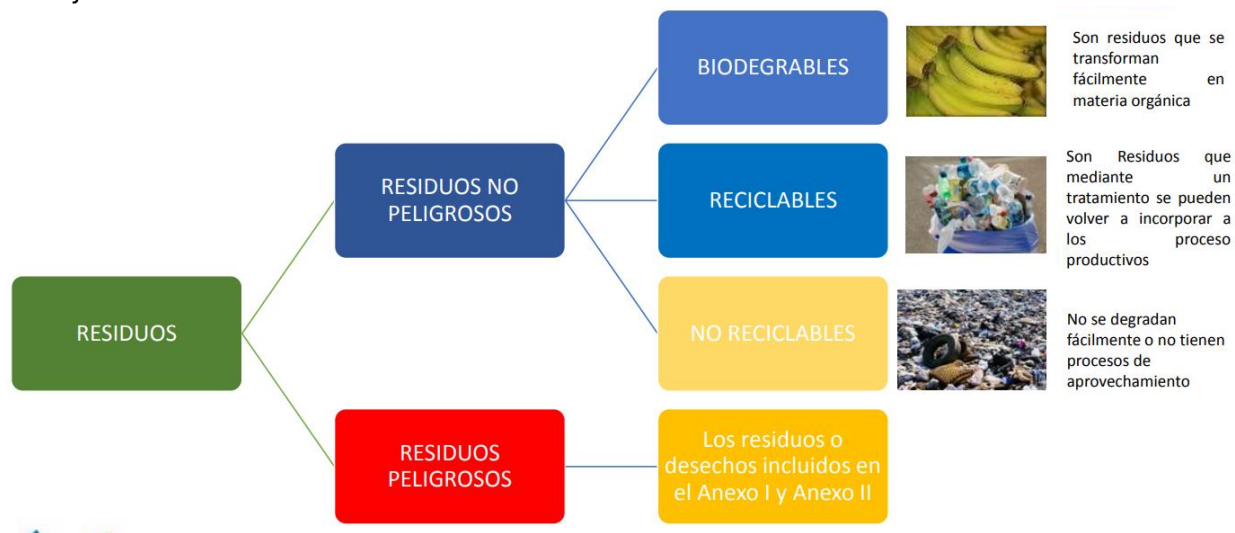 BIODEGRABLES
Son residuos que se
transforman
fácilmente en
materia orgánica
RESIDUOS NO
PELIGROSOS
RECICLABLES
Son Residuos que
mediante un
tratamiento se pueden
volver a incorporar a
los proceso
productivos
RESIDUOS
NO RECICLABLES
No se degradan
fácilmente o no tienen
procesos de
aprovechamiento
RESIDUOS
PELIGROSOS
Los residuos o
desechos incluidos en
el Anexo I y Anexo II